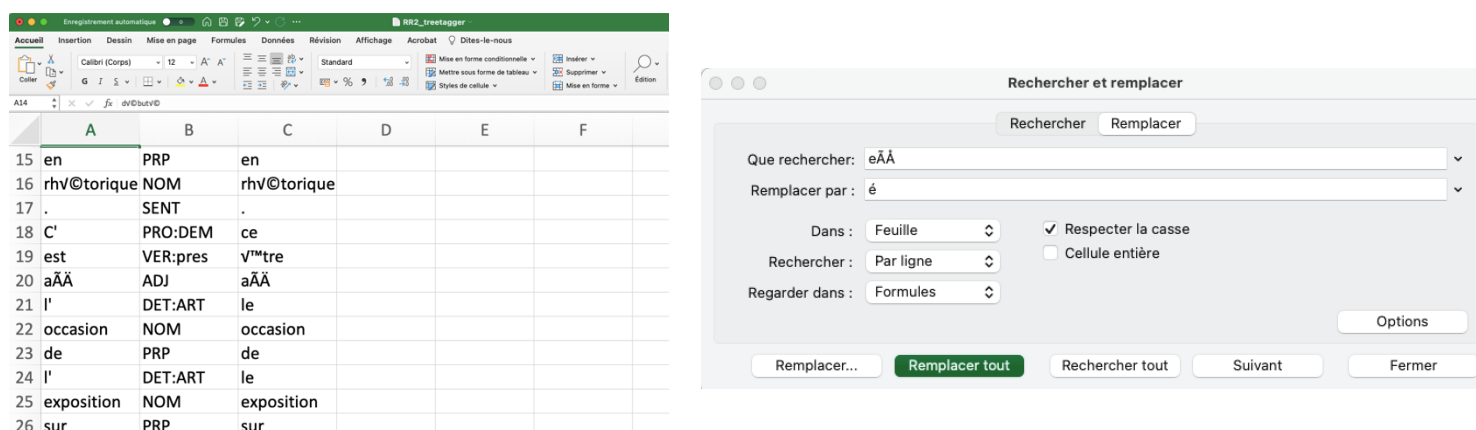 Enregistrement automatique
RR2_treetagger
Accueil Insertion Dessin Mise en page Formules Données Révision Affichage Acrobat Dites-le-nous
Coller
Calibri (Corps) 12 A A
G I S
Standard
%
Mise en forme conditionnelle
Mettre sous forme de tableau
Styles de cellule
Insérer
Supprimer
Mise en forme
Édition
A14 fx d√©but√©
A B C D E F
15 en PRP en
16 rh√©torique NOM rh√©torique
17 . SENT .
18 C' PRO:DEM ce
19 est VER:pres √™tre
20 aÃÄ ADJ aÃÄ
21 l' DET:ART le
22 occasion NOM occasion
23 de PRP de
24 l' DET:ART le
25 exposition NOM exposition
26 sur PRP sur
Rechercher et remplacer
Rechercher Remplacer
Que rechercher: eÃÅ
Remplacer par : é
Dans : Feuille
Respecter la casse
Rechercher : Par ligne
Cellule entière
Regarder dans : Formules
Options
Remplacer... Remplacer tout Rechercher tout Suivant Fermer